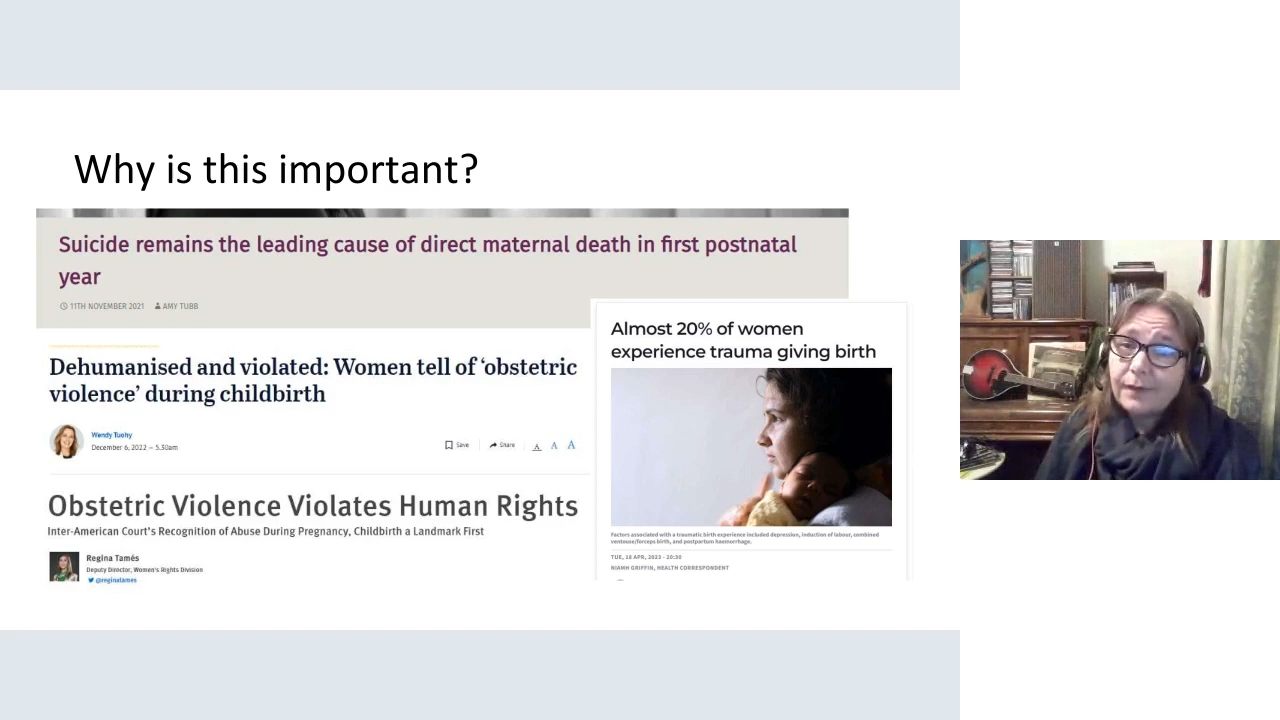 Why is this important?
Suicide remains the leading cause of direct maternal death in first postnatal
year
11TH NOVEMBER 2021 AMY TUBB
Dehumanised and violated: Women tell of ‘obstetric
violence’ during childbirth
Wendy Tuohy
December 6, 2022 – 5.30am
Save Share A A A
Obstetric Violence Violates Human Rights
Inter-American Court's Recognition of Abuse During Pregnancy, Childbirth a Landmark First
Regina Tamés
Deputy Director, Women's Rights Division
@reginatames
Almost 20% of women
experience trauma giving birth
Factors associated with a traumatic birth experience included depression, induction of labour, combined
ventouse/forceps birth, and postpartum haemorrhage.
TUE, 18 APR, 2023 - 20:39
NIAMH GRIFFIN, HEALTH CORRESPONDENT